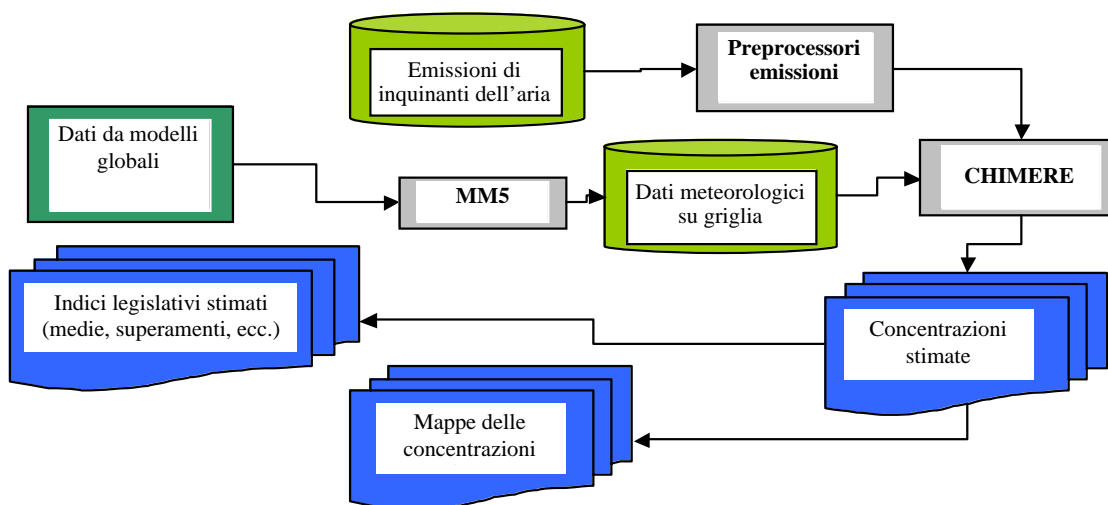 Emissioni di
inquinanti dell'aria
Preprocessori
emissioni
Dati da modelli
globali
MM5
Dati meteorologici
su griglia
CHIMERE
Indici legislativi stimati
(medie, superamenti, ecc.)
Concentrazioni
stimate
Mappe delle
concentrazioni